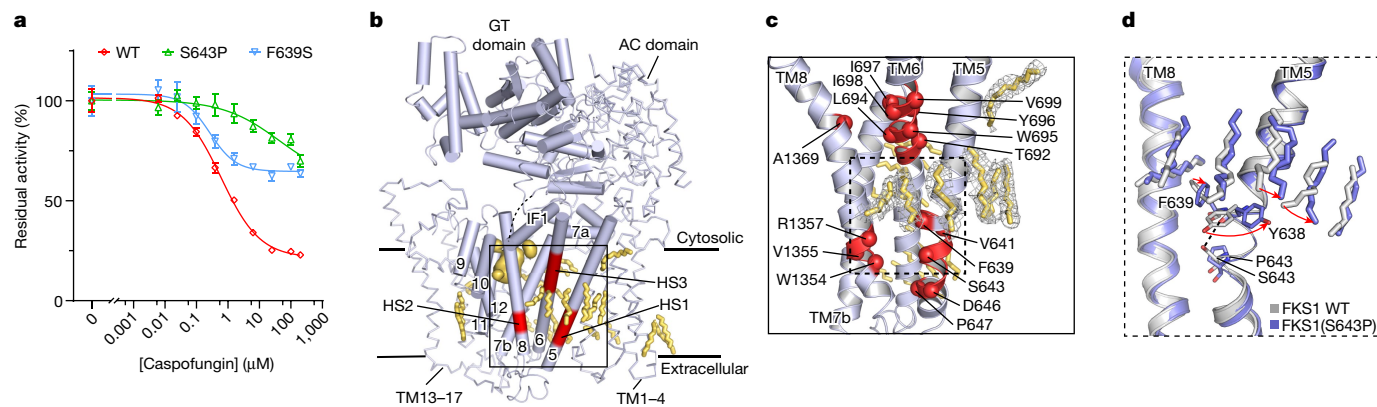 a
WT
S643P
F639S
100
50
0
Residual activity (%)
0
0.001
0.01
0.1
1
10
100
1,000
[Caspofungin] (μM)
b
GT
domain
AC domain
IF1
7a
Cytosolic
9
10
HS3
HS2
12
HS1
11
7b
8
6
5
Extracellular
TM13–17
TM1–4
c
TM8
I697
TM6
TM5
I698
L694
V699
Y696
W695
T692
A1369
R1357
V641
V1355
F639
W1354
S643
D646
TM7b
P647
d
TM8
TM5
F639
Y638
P643
S643
FKS1 WT
FKS1(S643P)